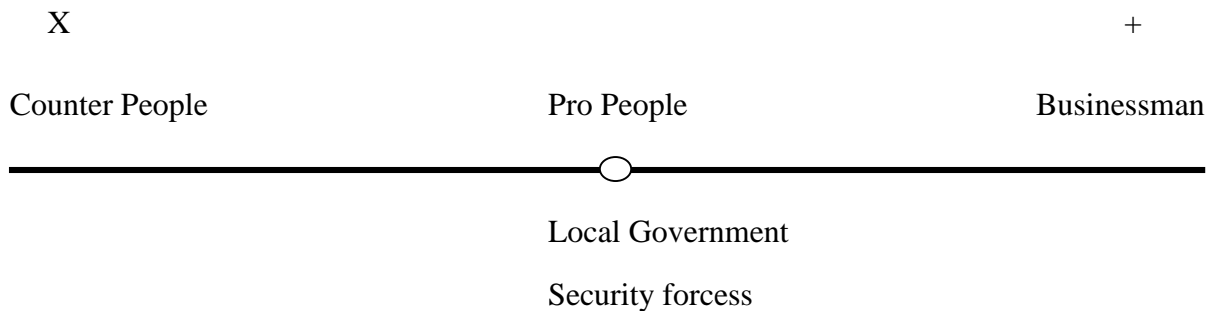 X +
Counter People Pro People Businessman
Local Government
Security forcess